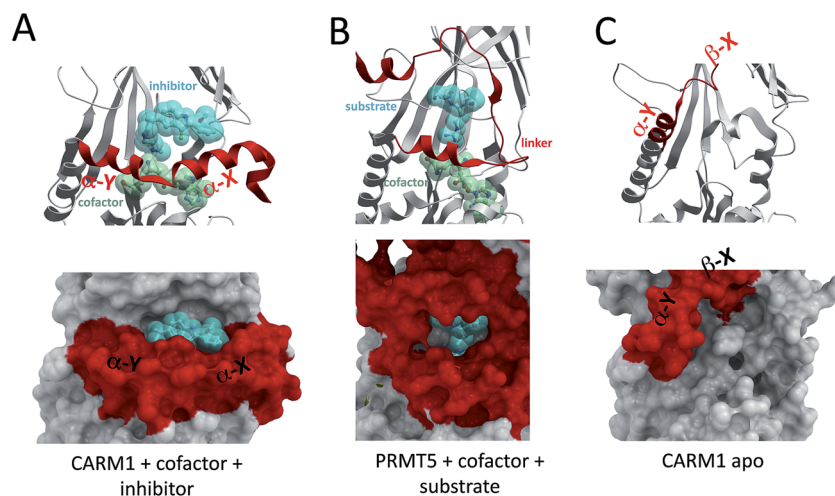 A
inhibitor
α-Y
α-X
cofactor
α-Y
α-X
CARM1 + cofactor +
inhibitor
B
substrate
linker
cofactor
PRMT5 + cofactor +
substrate
C
β-X
α-Y
β-X
α-Y
CARM1 apo